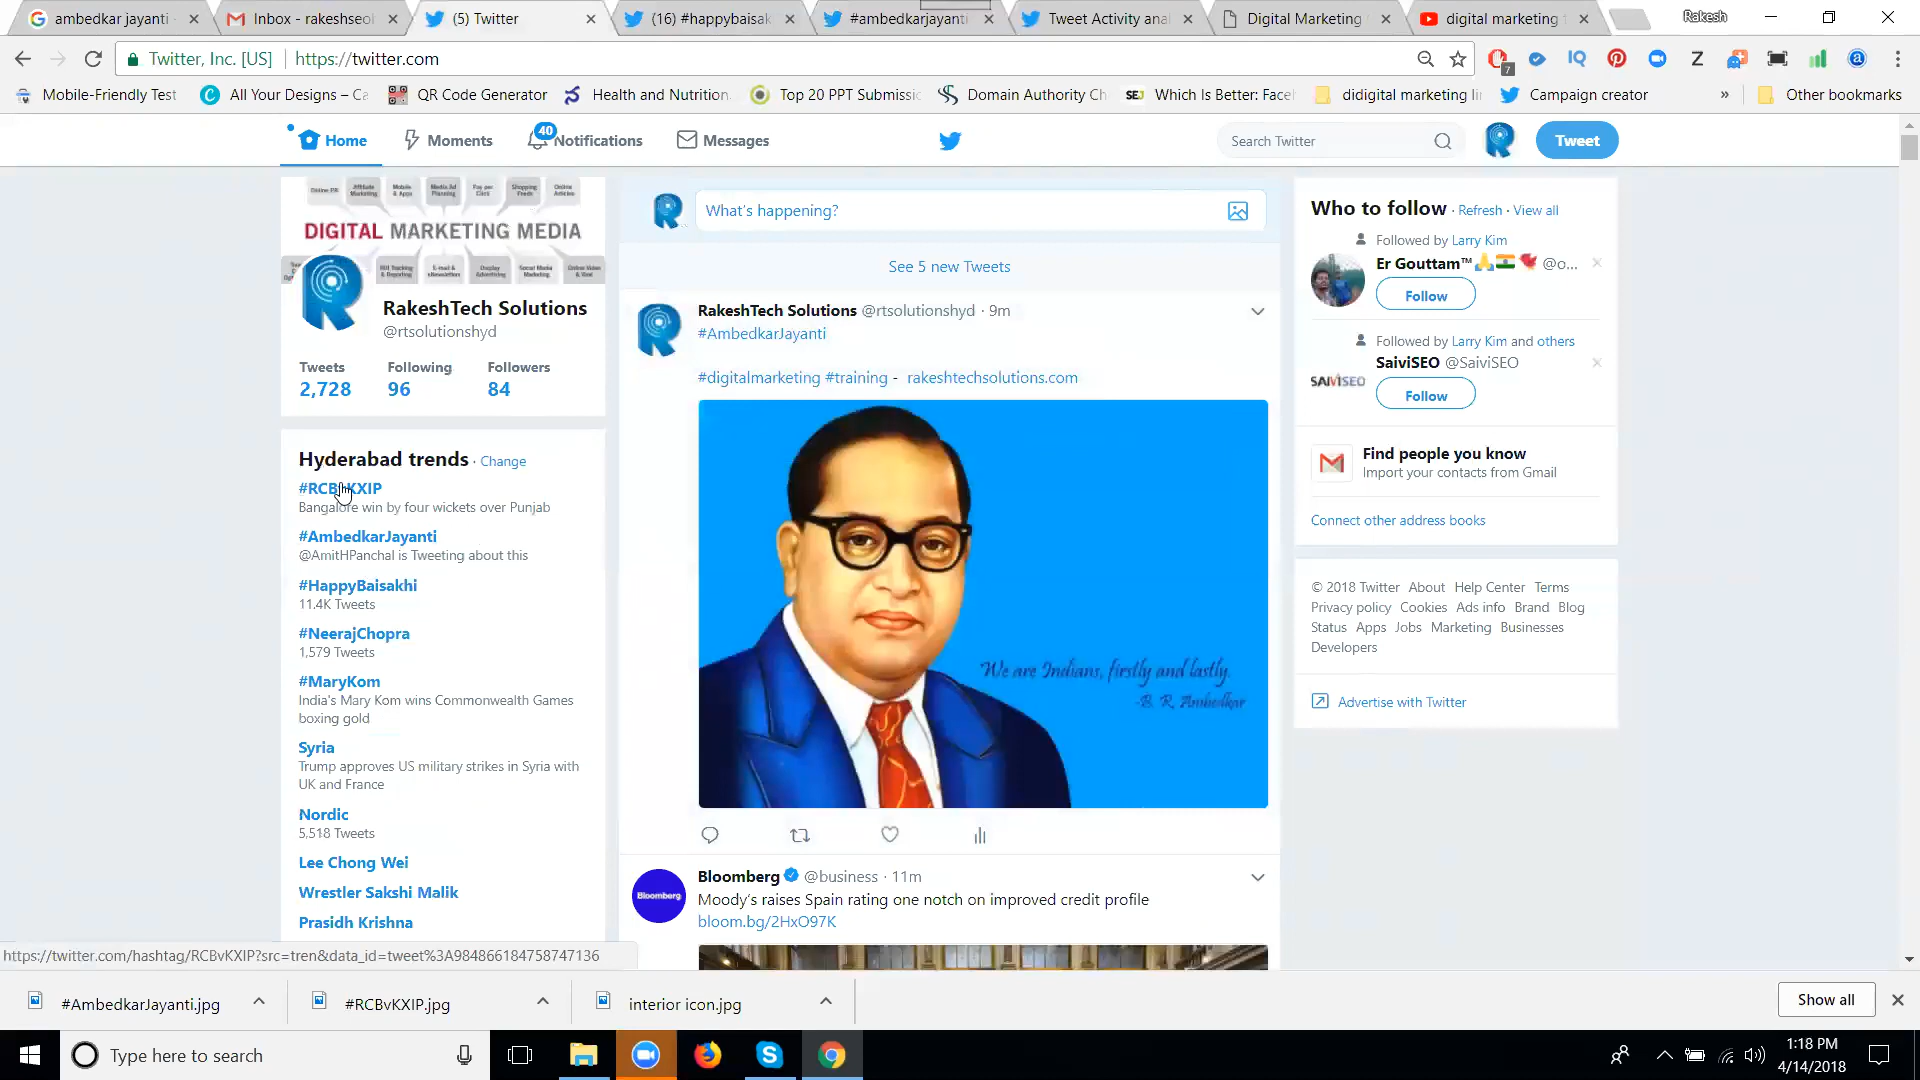 ambedkar jayanti
Inbox - rakeshseo
(5) Twitter
(16) #happybaisak
#ambedkarjayanti
Tweet Activity ana
Digital Marketing
digital marketing
Rakesh
Twitter, Inc. [US]
https://twitter.com
7
Mobile-Friendly Test
All Your Designs – Ca
QR Code Generator
Health and Nutrition
Top 20 PPT Submissi
Domain Authority Ch
SEJ
Which Is Better: Face
didigital marketing li
Campaign creator
»
Other bookmarks
Home
Moments
40
Notifications
Messages
Search Twitter
Tweet
DIGITAL MARKETING MEDIA
RakeshTech Solutions
@rtsolutionshyd
Tweets Following Followers
2,728 96 84
Hyderabad trends · Change
#RCBvKXIP
Bangalore win by four wickets over Punjab
#AmbedkarJayanti
@AmitHPanchal is Tweeting about this
#HappyBaisakhi
11.4K Tweets
#NeerajChopra
1,579 Tweets
#MaryKom
India's Mary Kom wins Commonwealth Games
boxing gold
Syria
Trump approves US military strikes in Syria with
UK and France
Nordic
5,518 Tweets
Lee Chong Wei
Wrestler Sakshi Malik
Prasidh Krishna
What's happening?
See 5 new Tweets
RakeshTech Solutions @rtsolutionshyd · 9m
#AmbedkarJayanti
#digitalmarketing #training - rakeshtechsolutions.com
We are Indians, firstly and lastly.
-B. R. Ambedkar
Bloomberg @business · 11m
Bloomberg
Moody's raises Spain rating one notch on improved credit profile
bloom.bg/2HxO97K
Who to follow · Refresh · View all
Followed by Larry Kim
Er Gouttam™ @o...
Follow
Followed by Larry Kim and others
SaiviSEO @SaiviSEO
SAIVISEO
Follow
Find people you know
Import your contacts from Gmail
Connect other address books
© 2018 Twitter About Help Center Terms
Privacy policy Cookies Ads info Brand Blog
Status Apps Jobs Marketing Businesses
Developers
Advertise with Twitter
https://twitter.com/hashtag/RCBvKXIP?src=tren&data_id=tweet%3A984866184758747136
#AmbedkarJayanti.jpg
#RCBvKXIP.jpg
interior icon.jpg
Show all
Type here to search
1:18 PM
4/14/2018